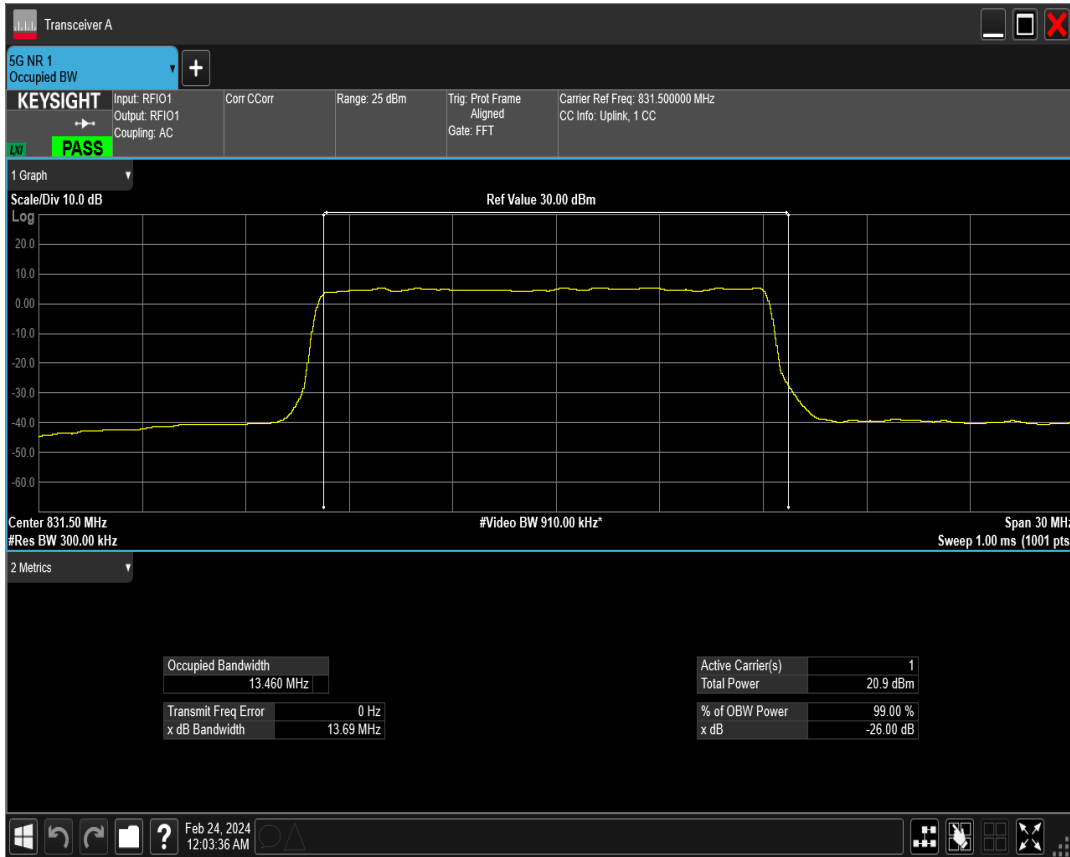 Transceiver A
5G NR 1
Occupied BW
+
KEYSIGHT
LXI
PASS
Input: RFIO1
Output: RFIO1
Coupling: AC
Corr CCorr
Range: 25 dBm
Trig: Prot Frame
Aligned
Gate: FFT
Carrier Ref Freq: 831.500000 MHz
CC Info: Uplink, 1 CC
1 Graph
Scale/Div 10.0 dB
Ref Value 30.00 dBm
Log
20.0
10.0
0.00
-10.0
-20.0
-30.0
-40.0
-50.0
-60.0
Center 831.50 MHz
#Video BW 910.00 kHz*
Span 30 MHz
#Res BW 300.00 kHz
Sweep 1.00 ms (1001 pts
2 Metrics
Occupied Bandwidth
13.460 MHz
Transmit Freq Error 0 Hz
x dB Bandwidth 13.69 MHz
Active Carrier(s) 1
Total Power 20.9 dBm
% of OBW Power 99.00 %
x dB -26.00 dB
?
Feb 24, 2024
12:03:36 AM